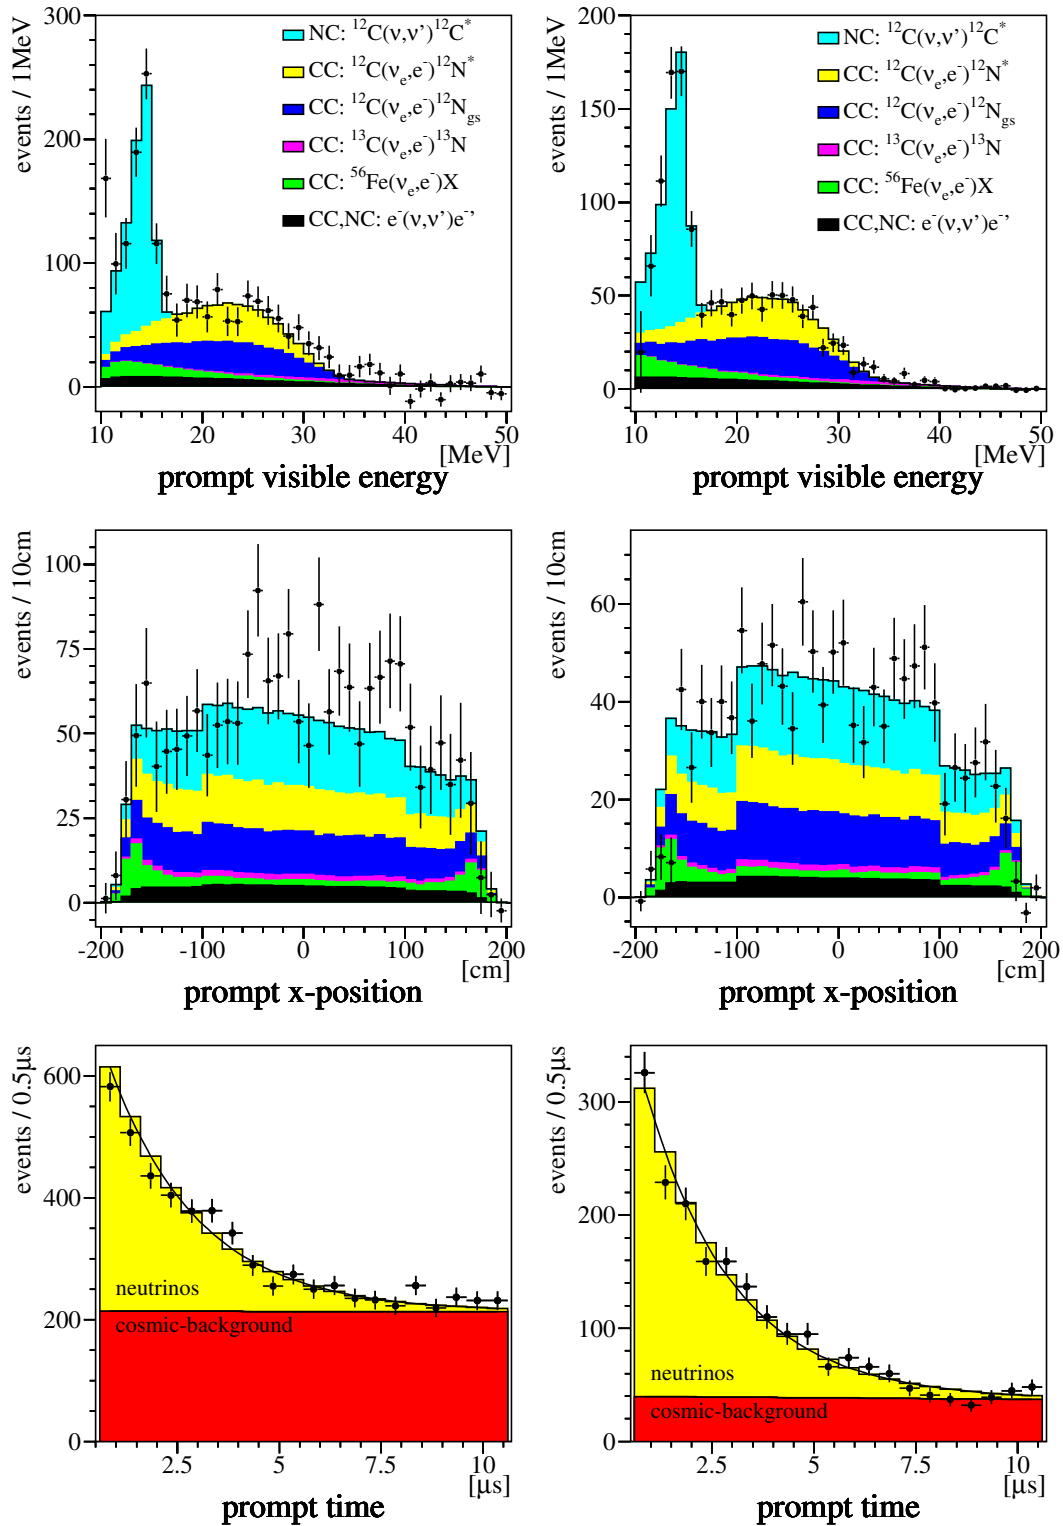 events / 1MeV
300
200
100
0
NC: ¹²C(ν,ν')¹²C*
CC: ¹²C(νₑ,e⁻)¹²N*
CC: ¹²C(νₑ,e⁻)¹²N_gs
CC: ¹³C(νₑ,e⁻)¹³N
CC: ⁵⁶Fe(νₑ,e⁻)X
CC,NC: e⁻(ν,ν')e⁻'
10 20 30 40 50
[MeV]
prompt visible energy
events / 1MeV
200
150
100
50
0
NC: ¹²C(ν,ν')¹²C*
CC: ¹²C(νₑ,e⁻)¹²N*
CC: ¹²C(νₑ,e⁻)¹²N_gs
CC: ¹³C(νₑ,e⁻)¹³N
CC: ⁵⁶Fe(νₑ,e⁻)X
CC,NC: e⁻(ν,ν')e⁻'
10 20 30 40 50
[MeV]
prompt visible energy
events / 10cm
100
75
50
25
0
-200 -100 0 100 200
[cm]
prompt x-position
events / 10cm
60
40
20
0
-200 -100 0 100 200
[cm]
prompt x-position
events / 0.5μs
600
400
200
0
neutrinos
cosmic-background
2.5 5 7.5 10
[μs]
prompt time
events / 0.5μs
300
200
100
0
neutrinos
cosmic-background
2.5 5 7.5 10
[μs]
prompt time